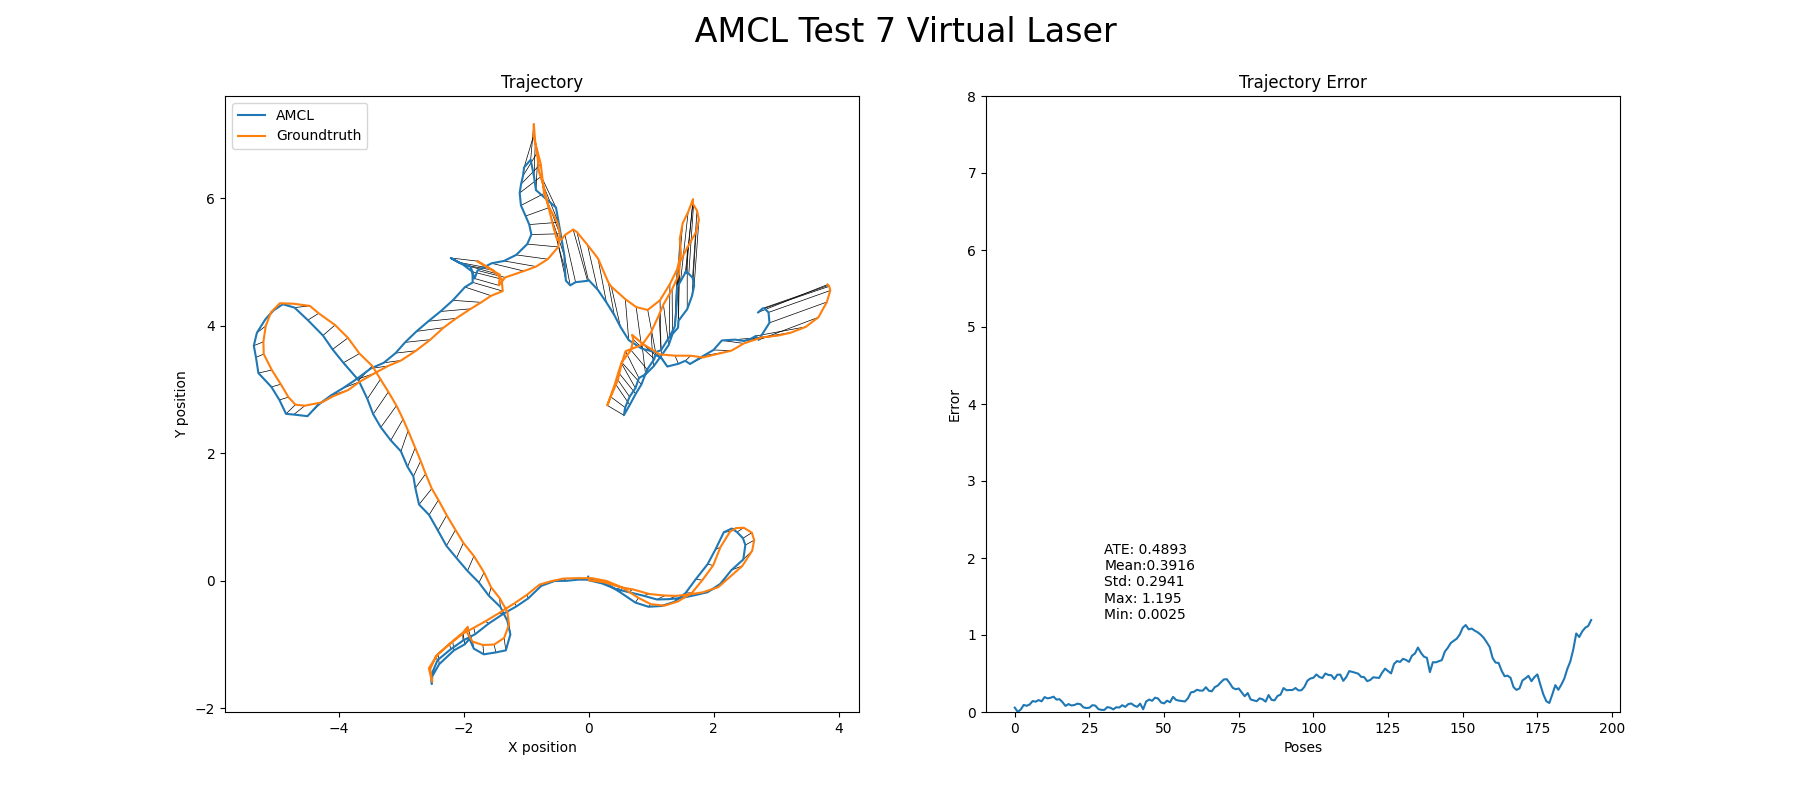 AMCL Test 7 Virtual Laser
Trajectory
AMCL
Groundtruth
6
4
2
0
−2
Y position
−4
−2
0
2
4
X position
Trajectory Error
8
7
6
5
4
3
2
1
0
Error
ATE: 0.4893
Mean:0.3916
Std: 0.2941
Max: 1.195
Min: 0.0025
0
25
50
75
100
125
150
175
200
Poses